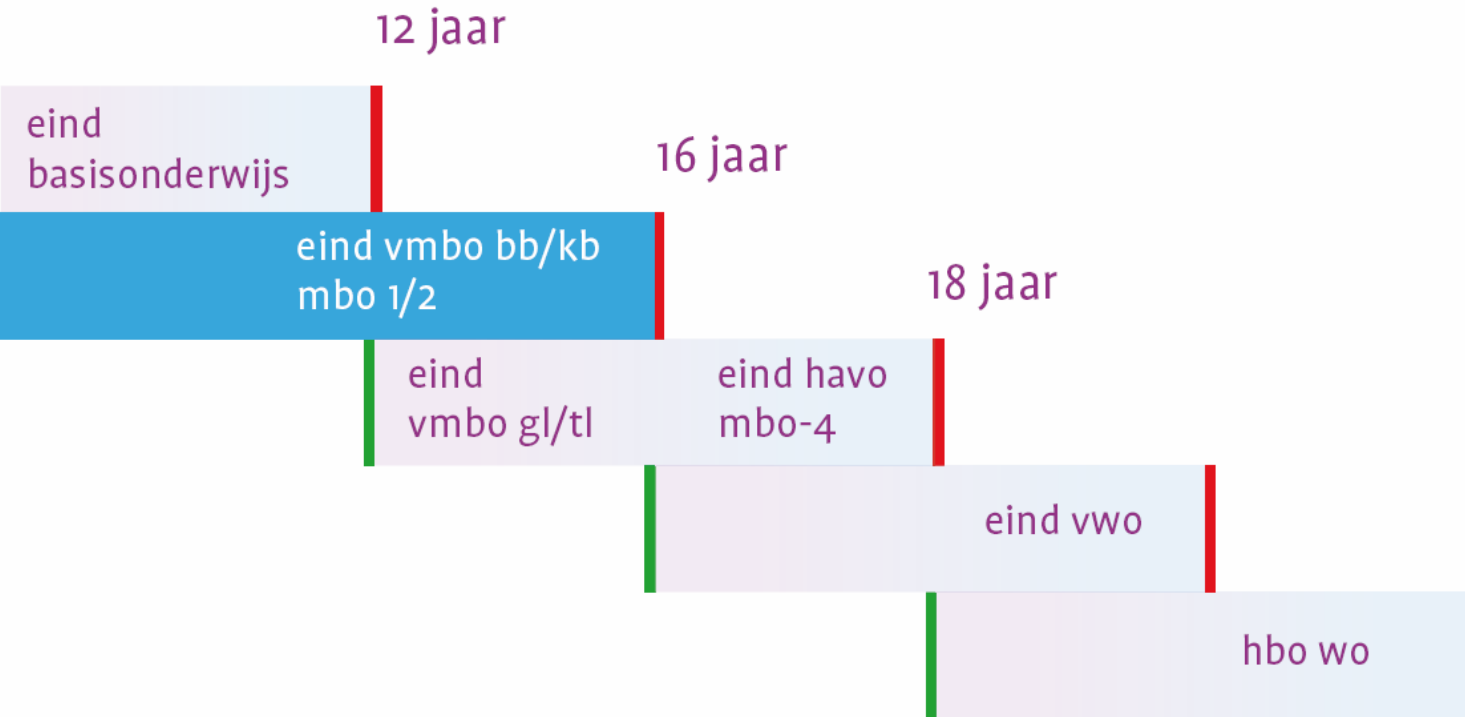 12 jaar
eind
basisonderwijs
16 jaar
eind vmbo bb/kb
mbo 1/2
18 jaar
eind
vmbo gl/tl
eind havo
mbo-4
eind vwo
hbo wo